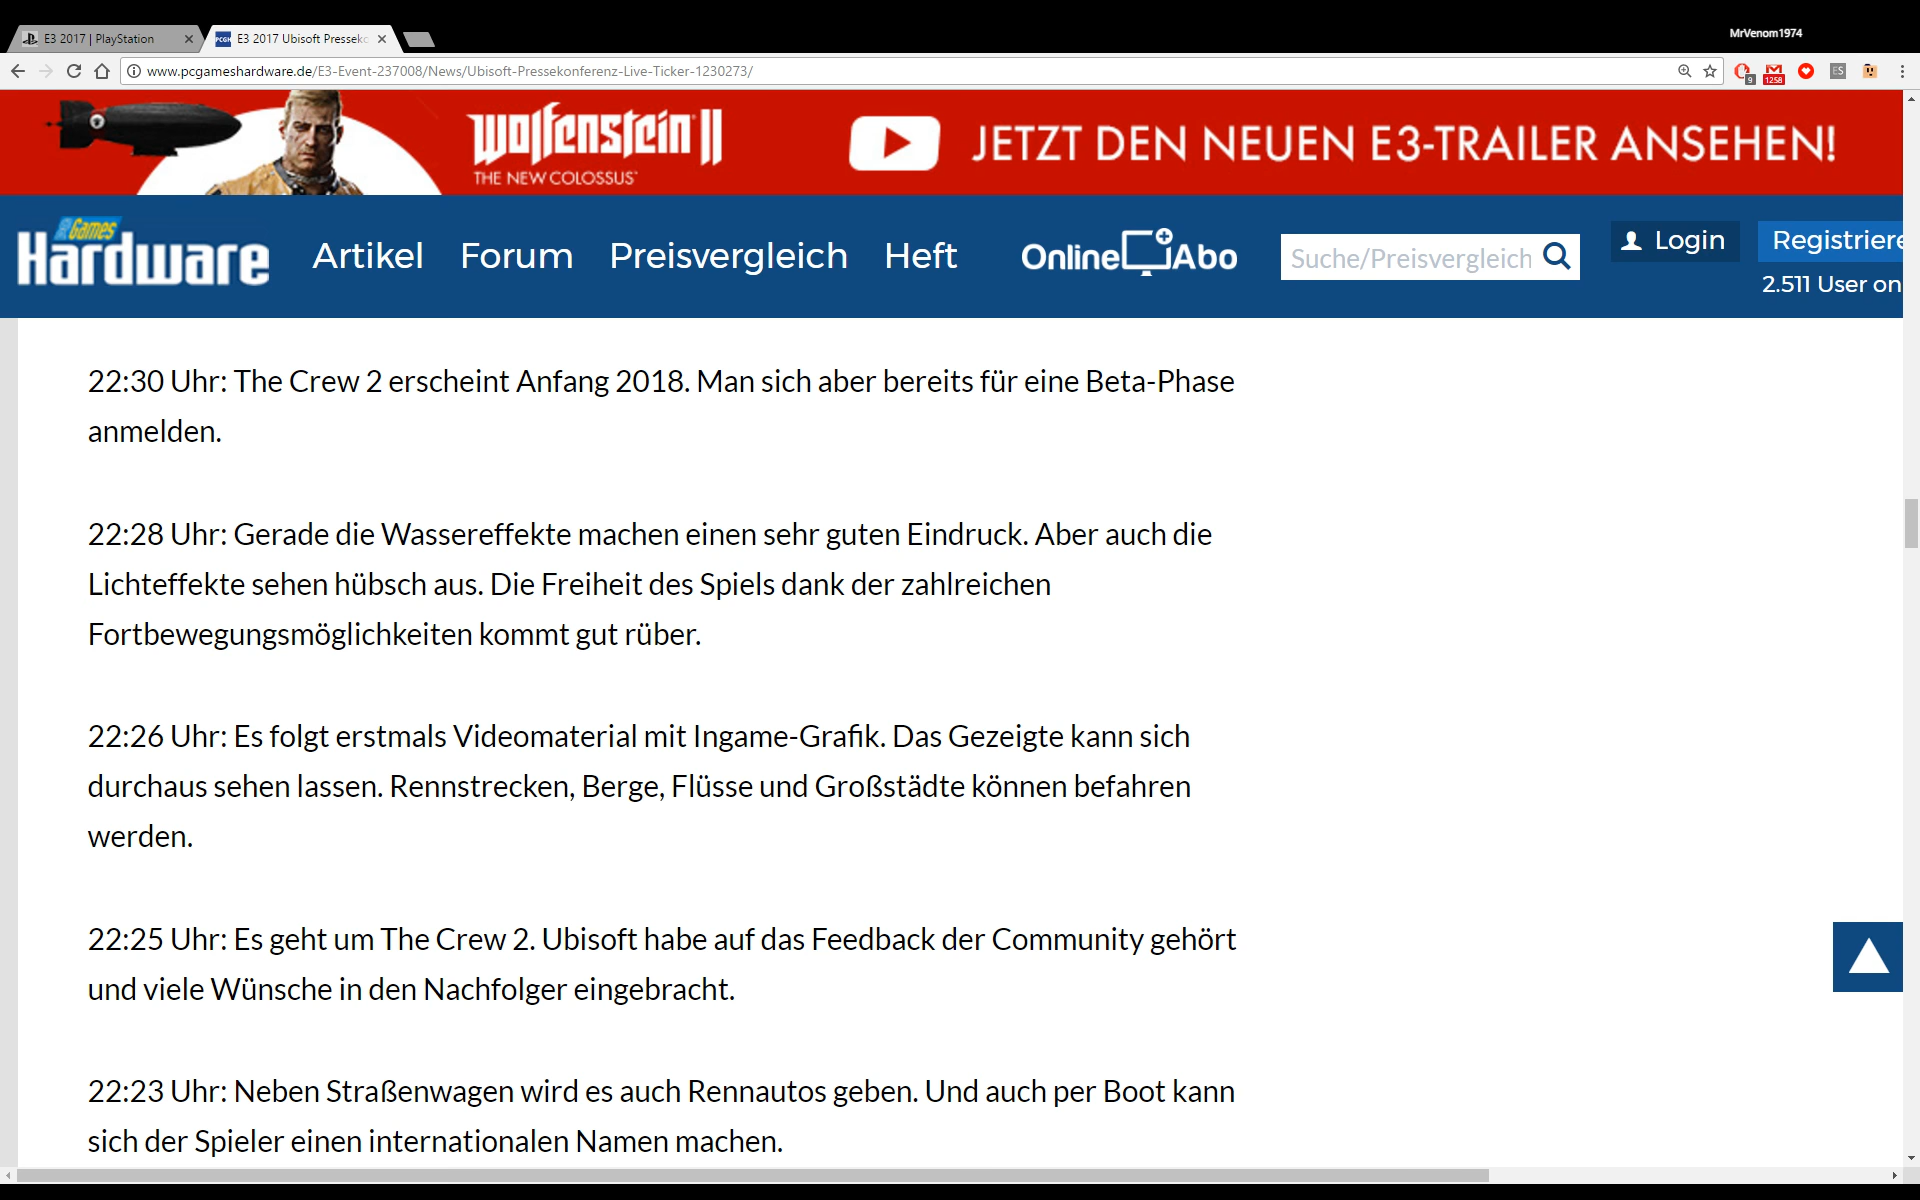 E3 2017 | PlayStation
E3 2017 Ubisoft Pressek
MrVenom1974
www.pcgameshardware.de/E3-Event-237008/News/Ubisoft-Pressekonferenz-Live-Ticker-1230273/
9
1258
ES
Wolfenstein II
THE NEW COLOSSUS
JETZT DEN NEUEN E3-TRAILER ANSEHEN!
PC Games
Hardware
Artikel
Forum
Preisvergleich
Heft
Online Abo
Suche/Preisvergleich
Login
Registriere
2.511 User on
22:30 Uhr: The Crew 2 erscheint Anfang 2018. Man sich aber bereits für eine Beta-Phase
anmelden.
22:28 Uhr: Gerade die Wassereffekte machen einen sehr guten Eindruck. Aber auch die
Lichteffekte sehen hübsch aus. Die Freiheit des Spiels dank der zahlreichen
Fortbewegungsmöglichkeiten kommt gut rüber.
22:26 Uhr: Es folgt erstmals Videomaterial mit Ingame-Grafik. Das Gezeigte kann sich
durchaus sehen lassen. Rennstrecken, Berge, Flüsse und Großstädte können befahren
werden.
22:25 Uhr: Es geht um The Crew 2. Ubisoft habe auf das Feedback der Community gehört
und viele Wünsche in den Nachfolger eingebracht.
22:23 Uhr: Neben Straßenwagen wird es auch Rennautos geben. Und auch per Boot kann
sich der Spieler einen internationalen Namen machen.